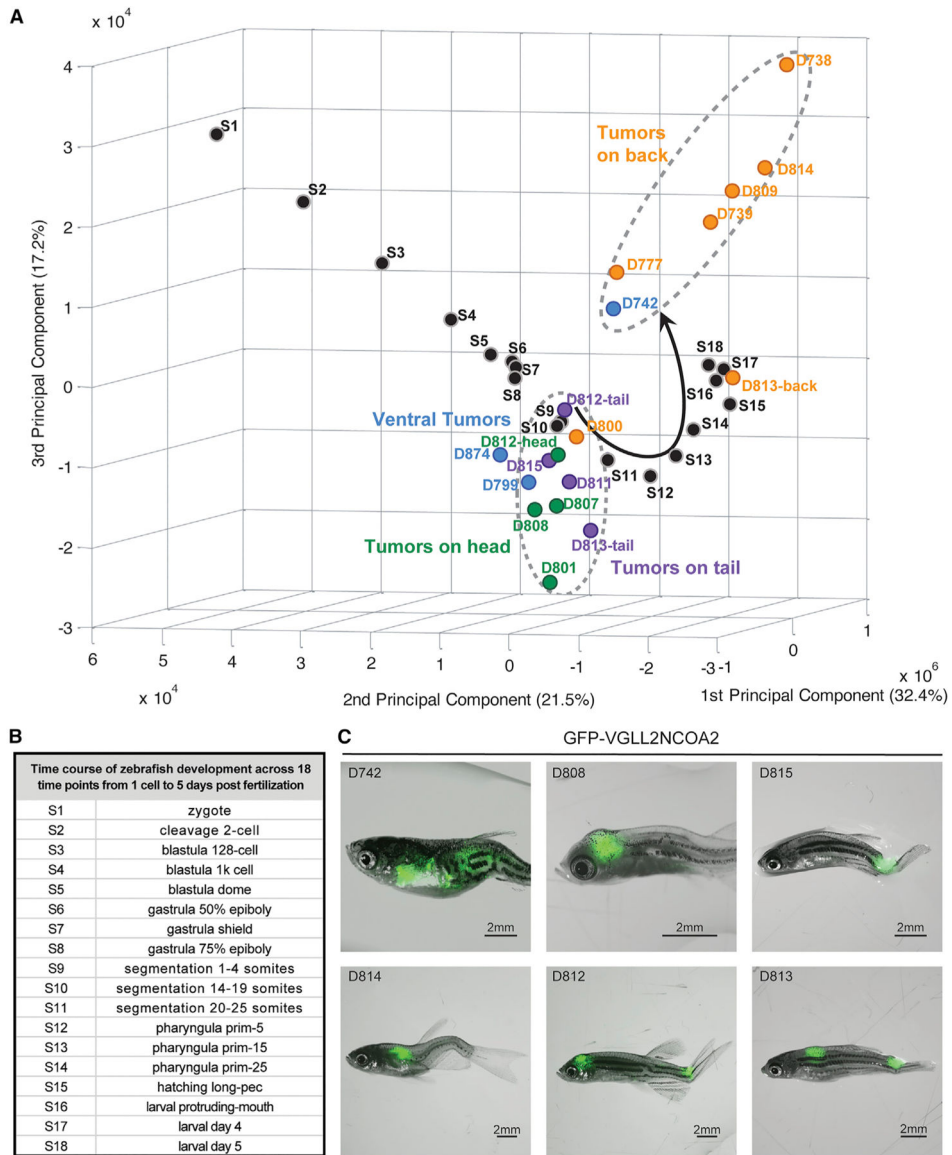 A
x 10⁴
4
3
2
1
0
-1
-2
-3
3rd Principal Component (17.2%)
S1
S2
S3
S4
S5
S6
S7
S8
S9
S10
S11
S12
S13
S14
S15
S16
S17
S18
Tumors
on back
D738
D814
D809
D739
D777
D742
D813-back
Ventral Tumors
D812-tail
D800
D812-head
D874
D815
D799
D811
D807
D808
D813-tail
Tumors on head
Tumors on tail
D801
6
5
4
3
2
1
0
-1
-2
-3
-1
0
1
x 10⁴
2nd Principal Component (21.5%)
x 10⁶
1st Principal Component (32.4%)
B
Time course of zebrafish development across 18
time points from 1 cell to 5 days post fertilization
S1 zygote
S2 cleavage 2-cell
S3 blastula 128-cell
S4 blastula 1k cell
S5 blastula dome
S6 gastrula 50% epiboly
S7 gastrula shield
S8 gastrula 75% epiboly
S9 segmentation 1-4 somites
S10 segmentation 14-19 somites
S11 segmentation 20-25 somites
S12 pharyngula prim-5
S13 pharyngula prim-15
S14 pharyngula prim-25
S15 hatching long-pec
S16 larval protruding-mouth
S17 larval day 4
S18 larval day 5
C
GFP-VGLL2NCOA2
D742
2mm
D808
2mm
D815
2mm
D814
2mm
D812
2mm
D813
2mm